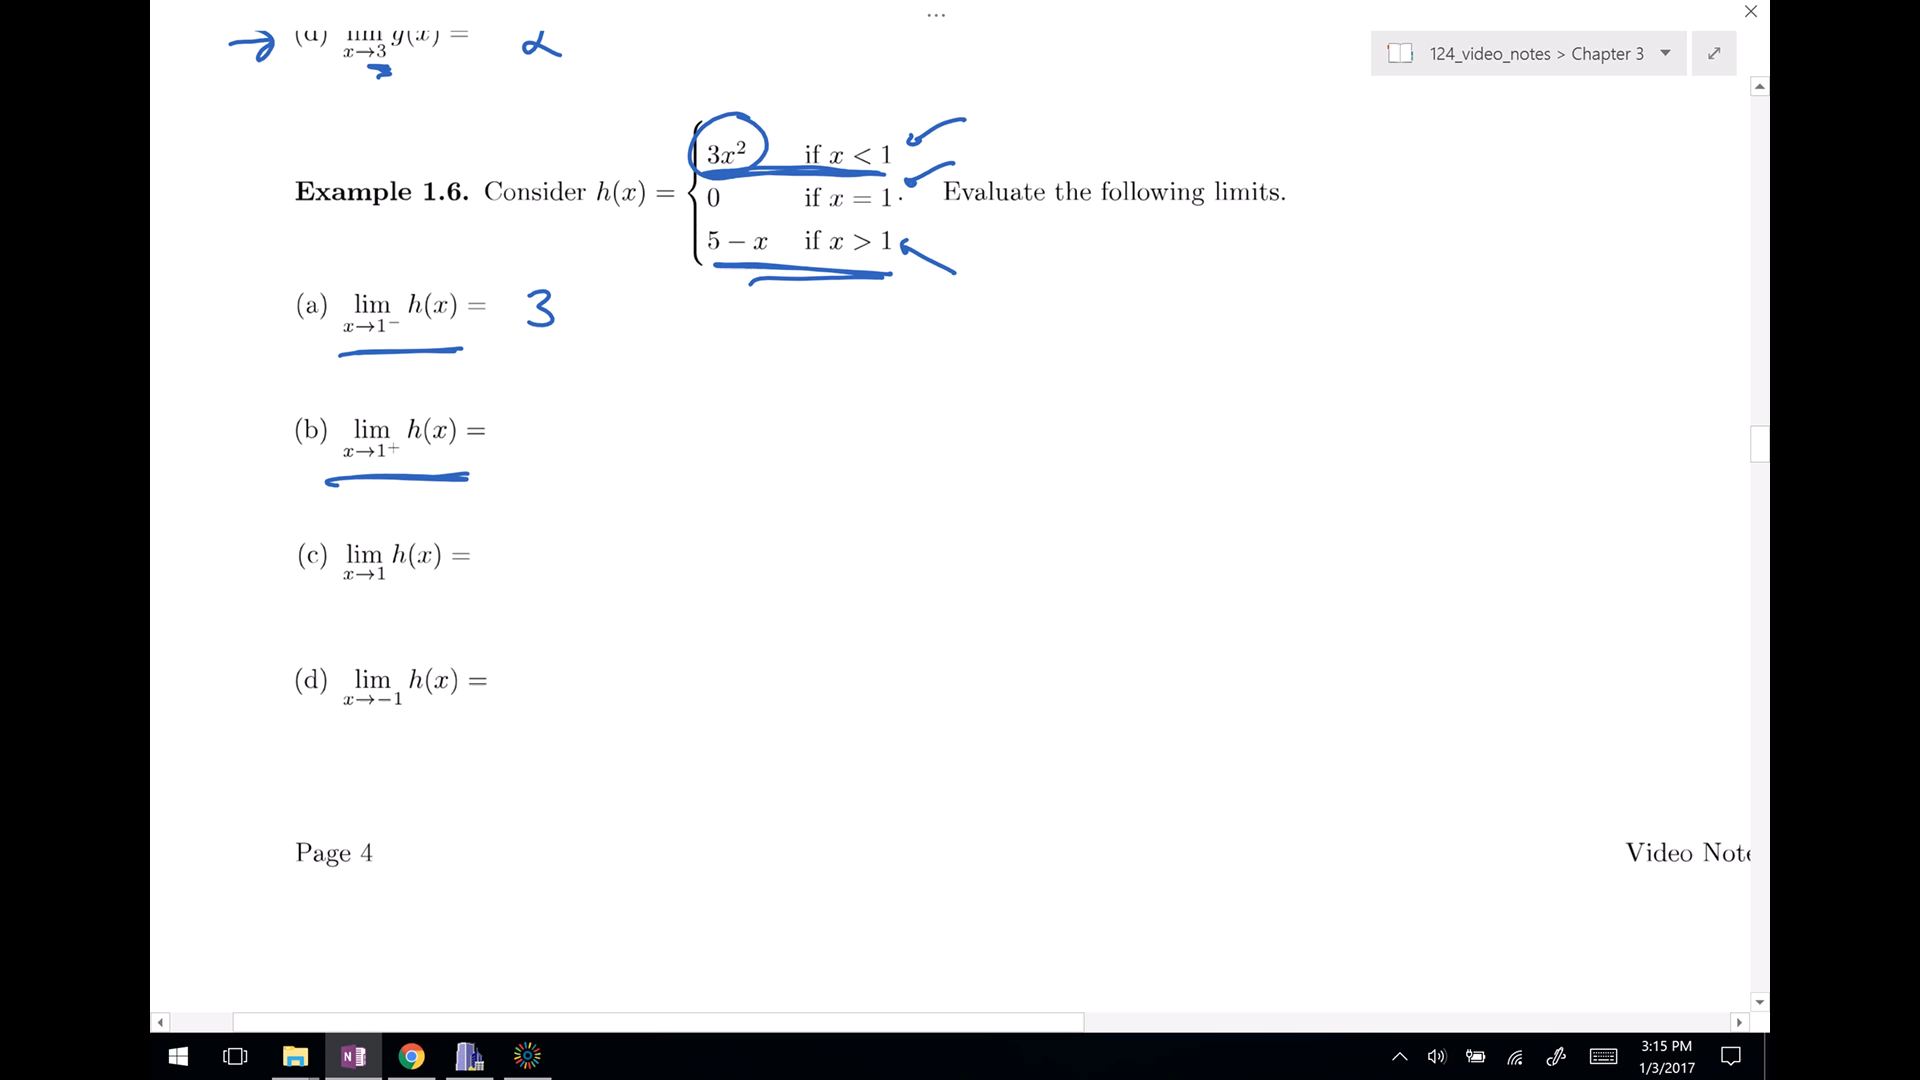 ...
(d) lim g(x) = 2
x→3
124_video_notes > Chapter 3
3x² if x < 1
Example 1.6. Consider h(x) = 0 if x = 1. Evaluate the following limits.
5 − x if x > 1
(a) lim h(x) = 3
x→1⁻
(b) lim h(x) =
x→1⁺
(c) lim h(x) =
x→1
(d) lim h(x) =
x→−1
Page 4
Video Note
3:15 PM
1/3/2017